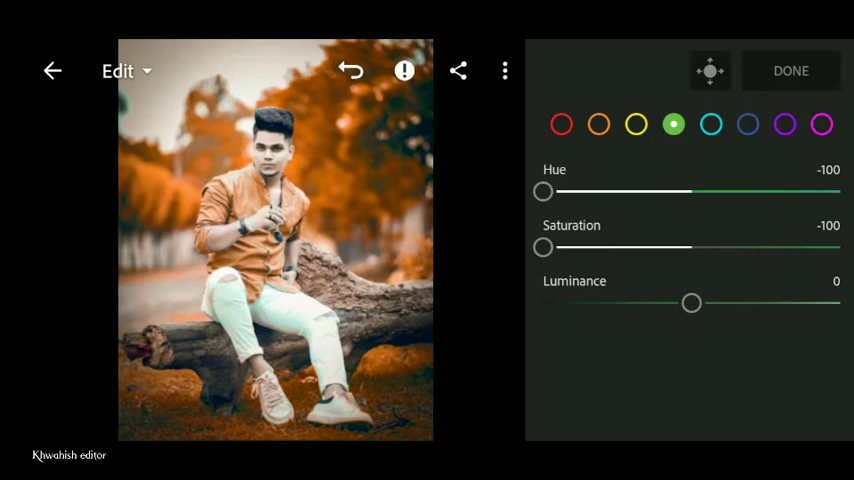 Edit
DONE
Hue -100
Saturation -100
Luminance 0
Khwahish editor